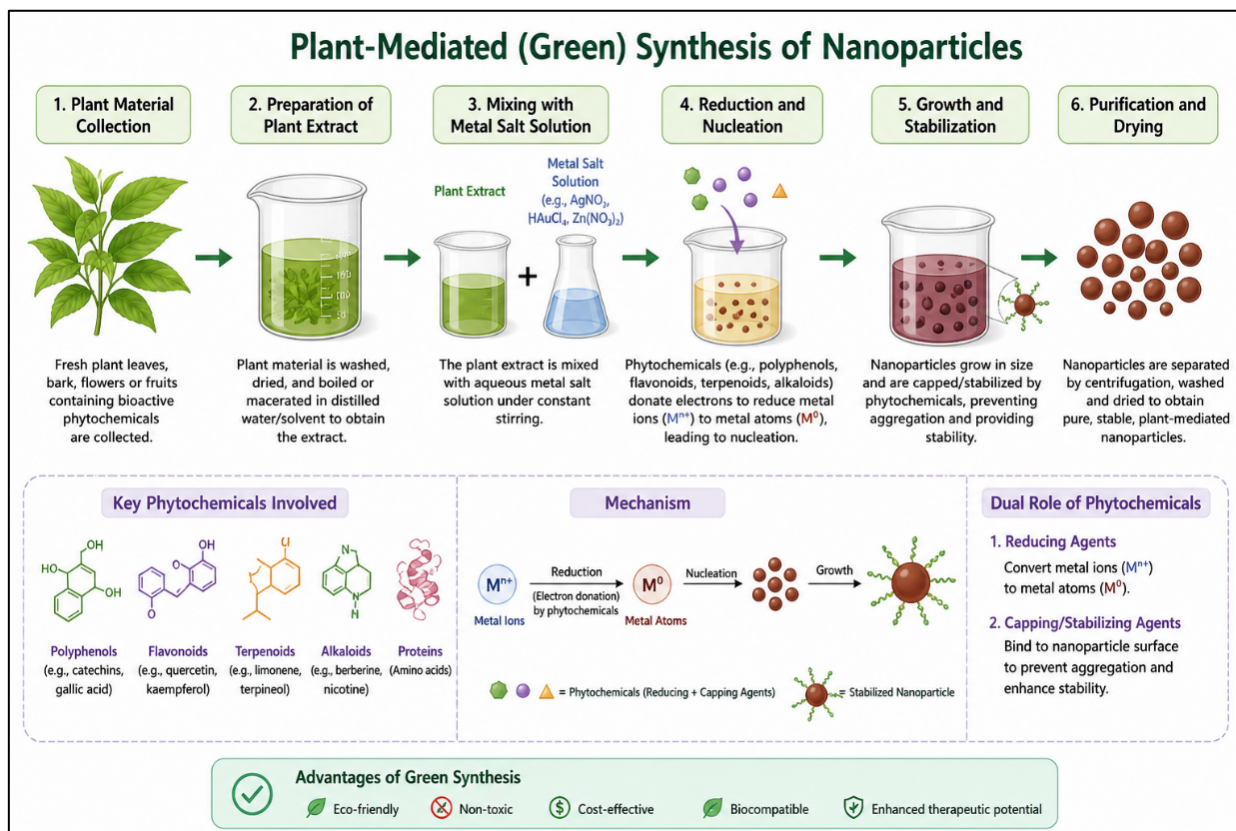 Plant-Mediated (Green) Synthesis of Nanoparticles
1. Plant Material
Collection
2. Preparation of
Plant Extract
3. Mixing with
Metal Salt Solution
4. Reduction and
Nucleation
5. Growth and
Stabilization
6. Purification and
Drying
Plant Extract
Metal Salt
Solution
(e.g., AgNO₃,
HAuCl₄, Zn(NO₃)₂)
+
Fresh plant leaves,
bark, flowers or fruits
containing bioactive
phytochemicals
are collected.
Plant material is washed,
dried, and boiled or
macerated in distilled
water/solvent to obtain
the extract.
The plant extract is mixed
with aqueous metal salt
solution under constant
stirring.
Phytochemicals (e.g., polyphenols,
flavonoids, terpenoids, alkaloids)
donate electrons to reduce metal
ions (Mⁿ⁺) to metal atoms (M⁰),
leading to nucleation.
Nanoparticles grow in size
and are capped/stabilized by
phytochemicals, preventing
aggregation and providing
stability.
Nanoparticles are separated
by centrifugation, washed
and dried to obtain
pure, stable, plant-mediated
nanoparticles.
Key Phytochemicals Involved
OH
HO
OH
OH
O
N
H
Polyphenols
(e.g., catechins,
gallic acid)
Flavonoids
(e.g., quercetin,
kaempferol)
Terpenoids
(e.g., limonene,
terpineol)
Alkaloids
(e.g., berberine,
nicotine)
Proteins
(Amino acids)
Mechanism
Mⁿ⁺
Metal Ions
Reduction
(Electron donation)
by phytochemicals
M⁰
Metal Atoms
Nucleation
Growth
= Phytochemicals (Reducing + Capping Agents)
= Stabilized Nanoparticle
Dual Role of Phytochemicals
1. Reducing Agents
Convert metal ions (Mⁿ⁺)
to metal atoms (M⁰).
2. Capping/Stabilizing Agents
Bind to nanoparticle surface
to prevent aggregation and
enhance stability.
Advantages of Green Synthesis
Eco-friendly
Non-toxic
$
Cost-effective
Biocompatible
Enhanced therapeutic potential